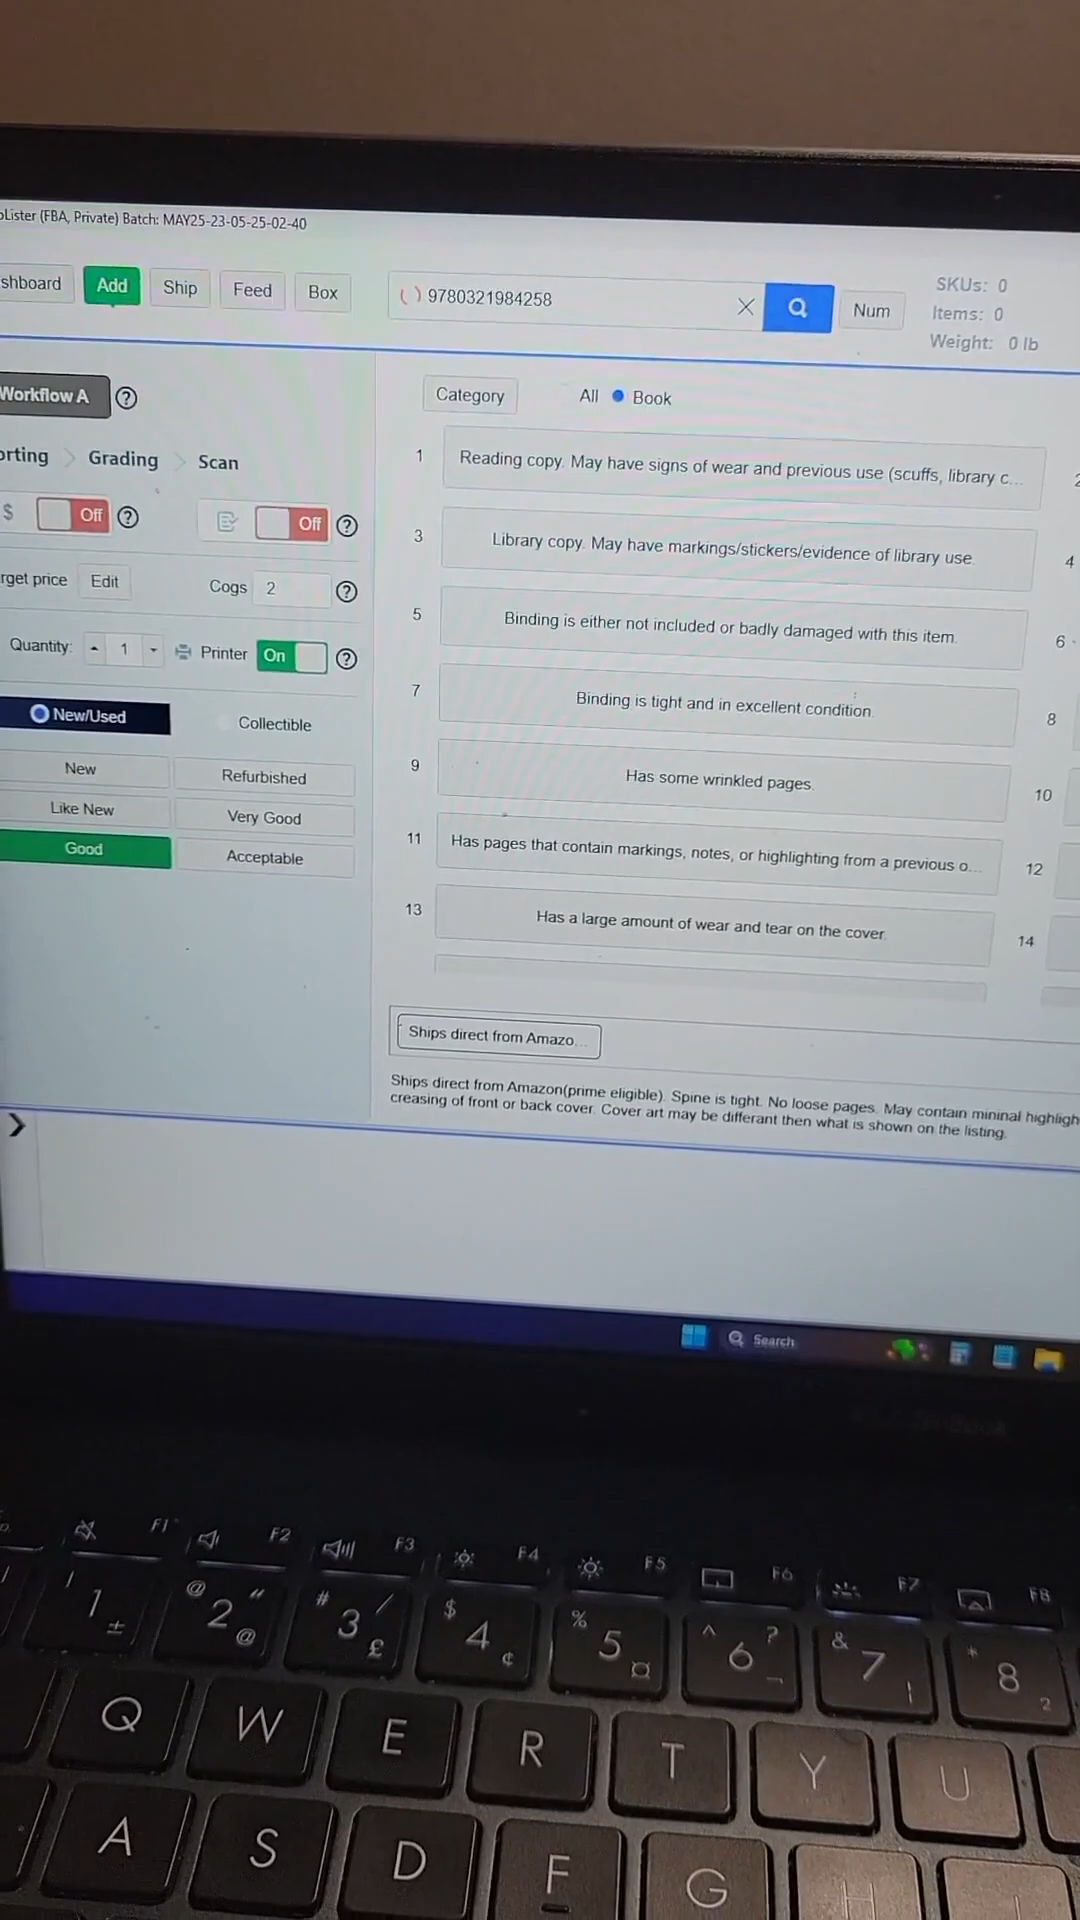 Lister (FBA, Private) Batch: MAY25-23-05-25-02-40
shboard Add Ship Feed Box
9780321984258
Num
SKUs: 0
Items: 0
Weight: 0 lb
Workflow A ?
Category All Book
orting Grading Scan
$ Off ? Off ?
rget price Edit Cogs 2 ?
Quantity: 1 Printer On ?
New/Used Collectible
New Refurbished
Like New Very Good
Good Acceptable
1 Reading copy. May have signs of wear and previous use (scuffs, library c... 2
3 Library copy. May have markings/stickers/evidence of library use. 4
5 Binding is either not included or badly damaged with this item. 6
7 Binding is tight and in excellent condition. 8
9 Has some wrinkled pages. 10
11 Has pages that contain markings, notes, or highlighting from a previous o... 12
13 Has a large amount of wear and tear on the cover. 14
Ships direct from Amazo...
Ships direct from Amazon(prime eligible). Spine is tight. No loose pages. May contain mininal highligh
creasing of front or back cover. Cover art may be differant then what is shown on the listing.
Search
F1 F2 F3 F4 F5 F6 F7 F8
! @ " # / $ % ^ ? & *
1 ± 2 @ 3 £ 4 ¢ 5 ¤ 6 ¬ 7 ¦ 8 2
Q W E R T Y U
A S D F G H